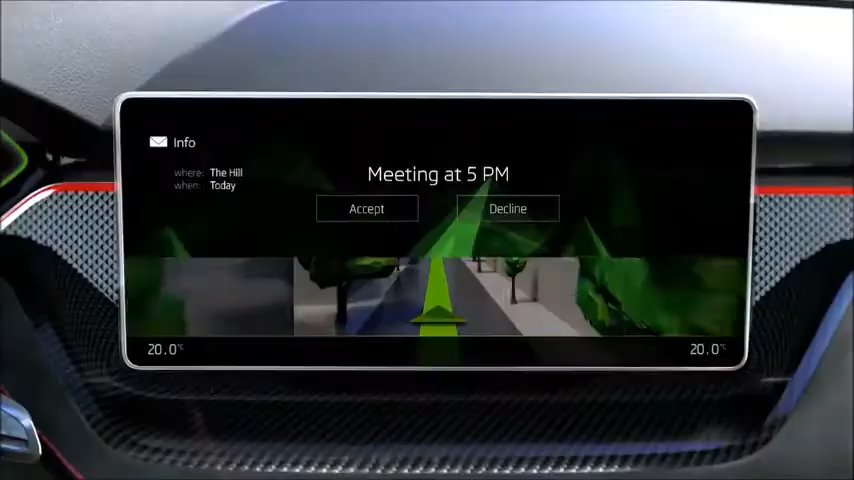 Info
where: The Hill
when: Today
Meeting at 5 PM
Accept
Decline
20.0°C
20.0°C